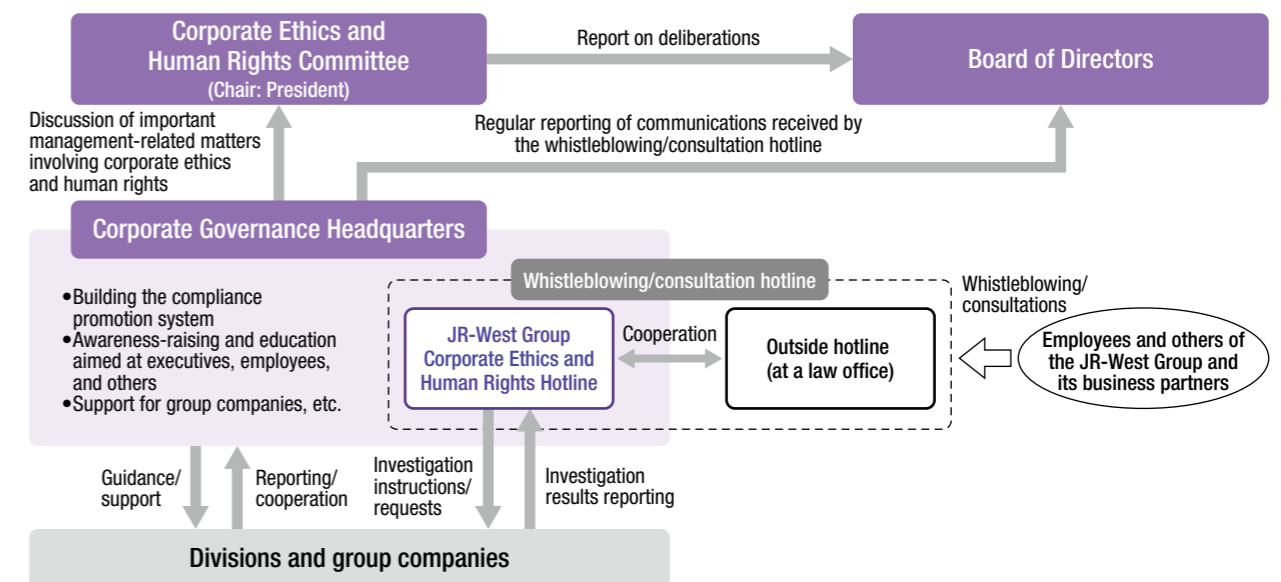 Corporate Ethics and
Human Rights Committee
(Chair: President)
Report on deliberations
Board of Directors
Discussion of important
management-related matters
involving corporate ethics
and human rights
Regular reporting of communications received by
the whistleblowing/consultation hotline
Corporate Governance Headquarters
•Building the compliance
promotion system
•Awareness-raising and education
aimed at executives, employees,
and others
•Support for group companies, etc.
Whistleblowing/consultation hotline
JR-West Group
Corporate Ethics and
Human Rights Hotline
Cooperation
Outside hotline
(at a law office)
Whistleblowing/
consultations
Employees and others of
the JR-West Group and
its business partners
Guidance/
support
Reporting/
cooperation
Investigation
instructions/
requests
Investigation
results reporting
Divisions and group companies